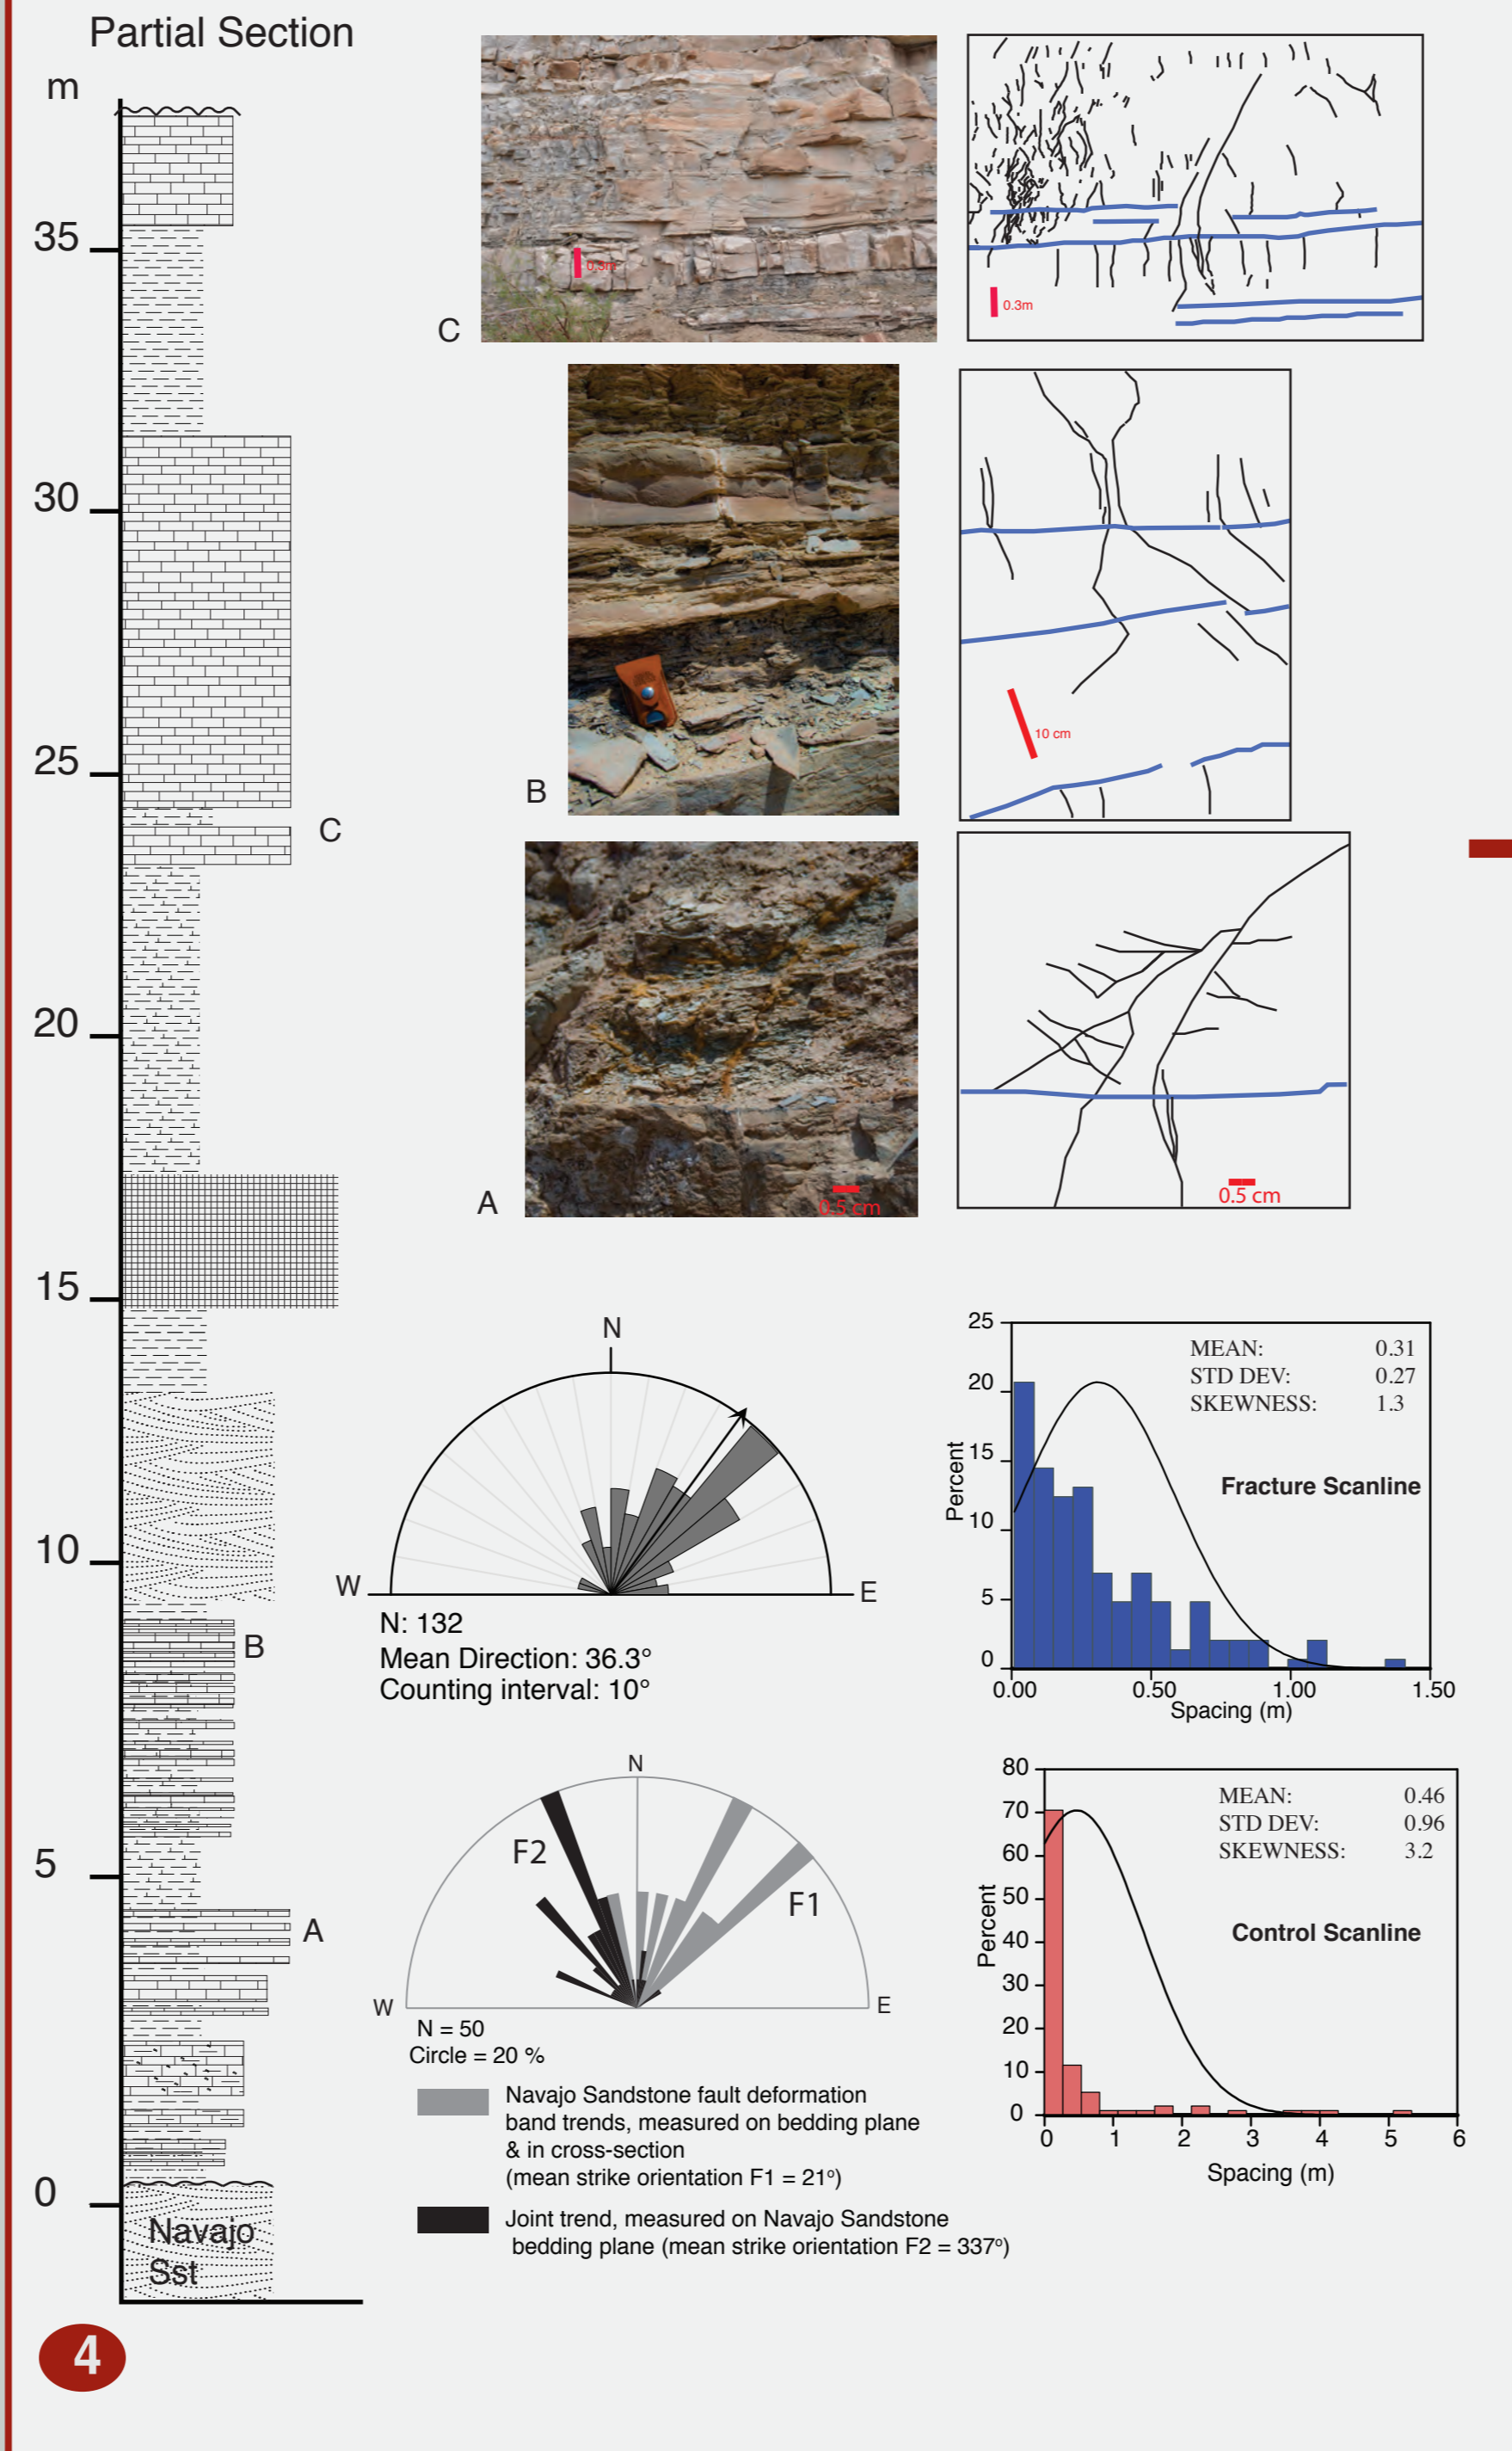 Partial Section
m
35
30
25
20
15
10
5
0
C
B
A
Navajo
Sst
4
C
0.3m
0.3m
B
10 cm
A
0.5 cm
0.5 cm
N
W
E
N: 132
Mean Direction: 36.3°
Counting interval: 10°
25
20
15
10
5
0
Percent
MEAN: 0.31
STD DEV: 0.27
SKEWNESS: 1.3
Fracture Scanline
0.00 0.50 1.00 1.50
Spacing (m)
N
F2
F1
W
E
N = 50
Circle = 20 %
Navajo Sandstone fault deformation
band trends, measured on bedding plane
& in cross-section
(mean strike orientation F1 = 21º)
Joint trend, measured on Navajo Sandstone
bedding plane (mean strike orientation F2 = 337º)
80
70
60
50
40
30
20
10
0
Percent
MEAN: 0.46
STD DEV: 0.96
SKEWNESS: 3.2
Control Scanline
0 1 2 3 4 5 6
Spacing (m)